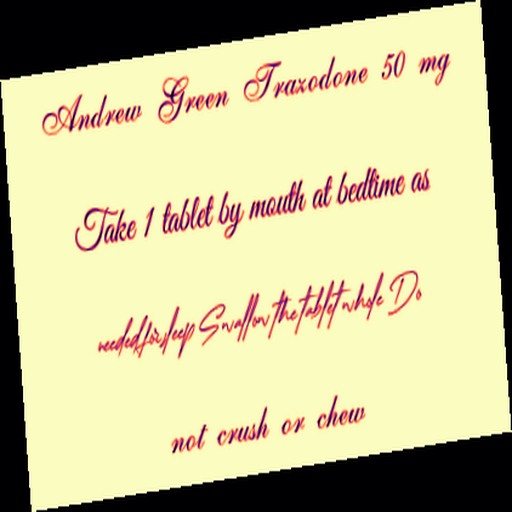 Andrew Green Trazodone 50 mg
Take 1 tablet by mouth at bedtime as
needed for sleep Swallow the tablet whole Do
not crush or chew